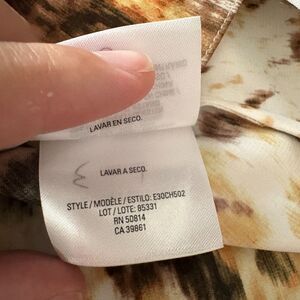 LAVAR EN SECO.
LAVAR A SECO.
STYLE / MODÈLE / ESTILO: E30CH502
LOT / LOTE: 85331
RN 50814
CA 39861